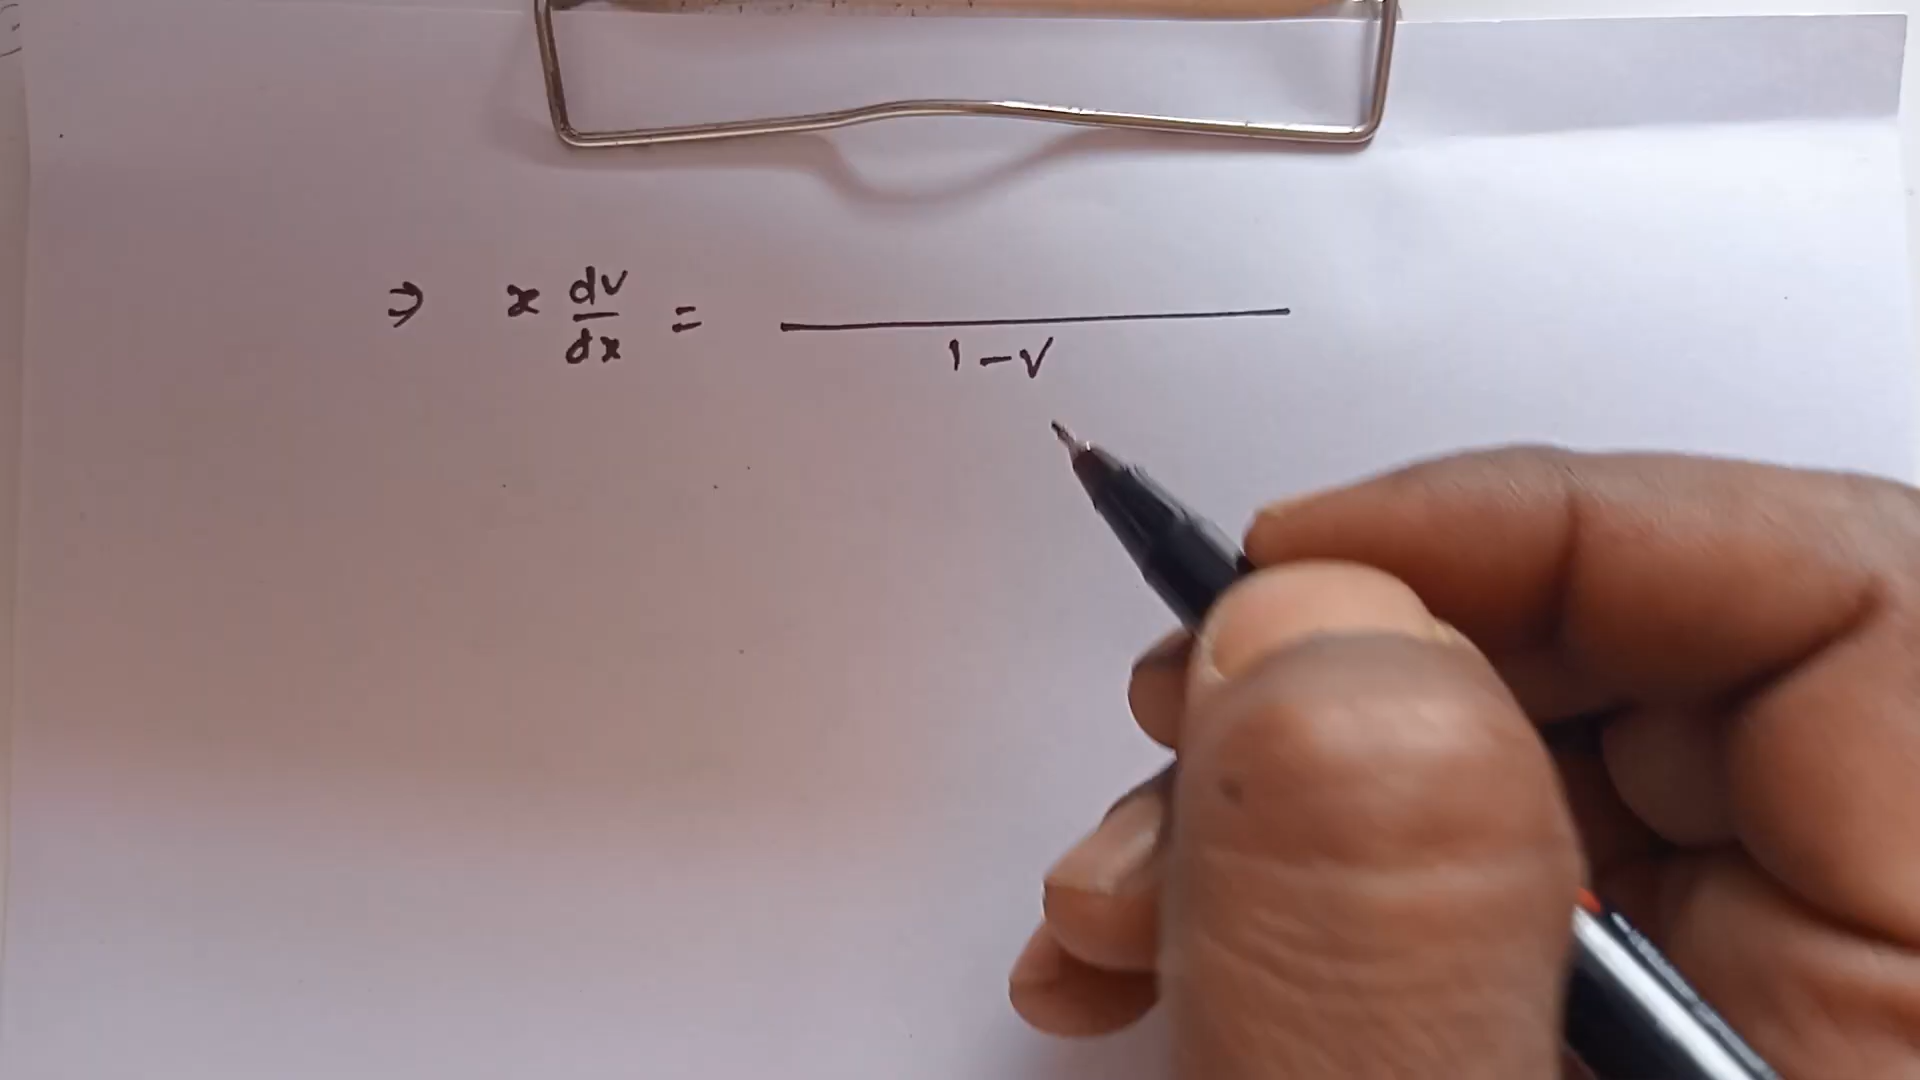 ⇒ x dv/dx = ─────
1 - v